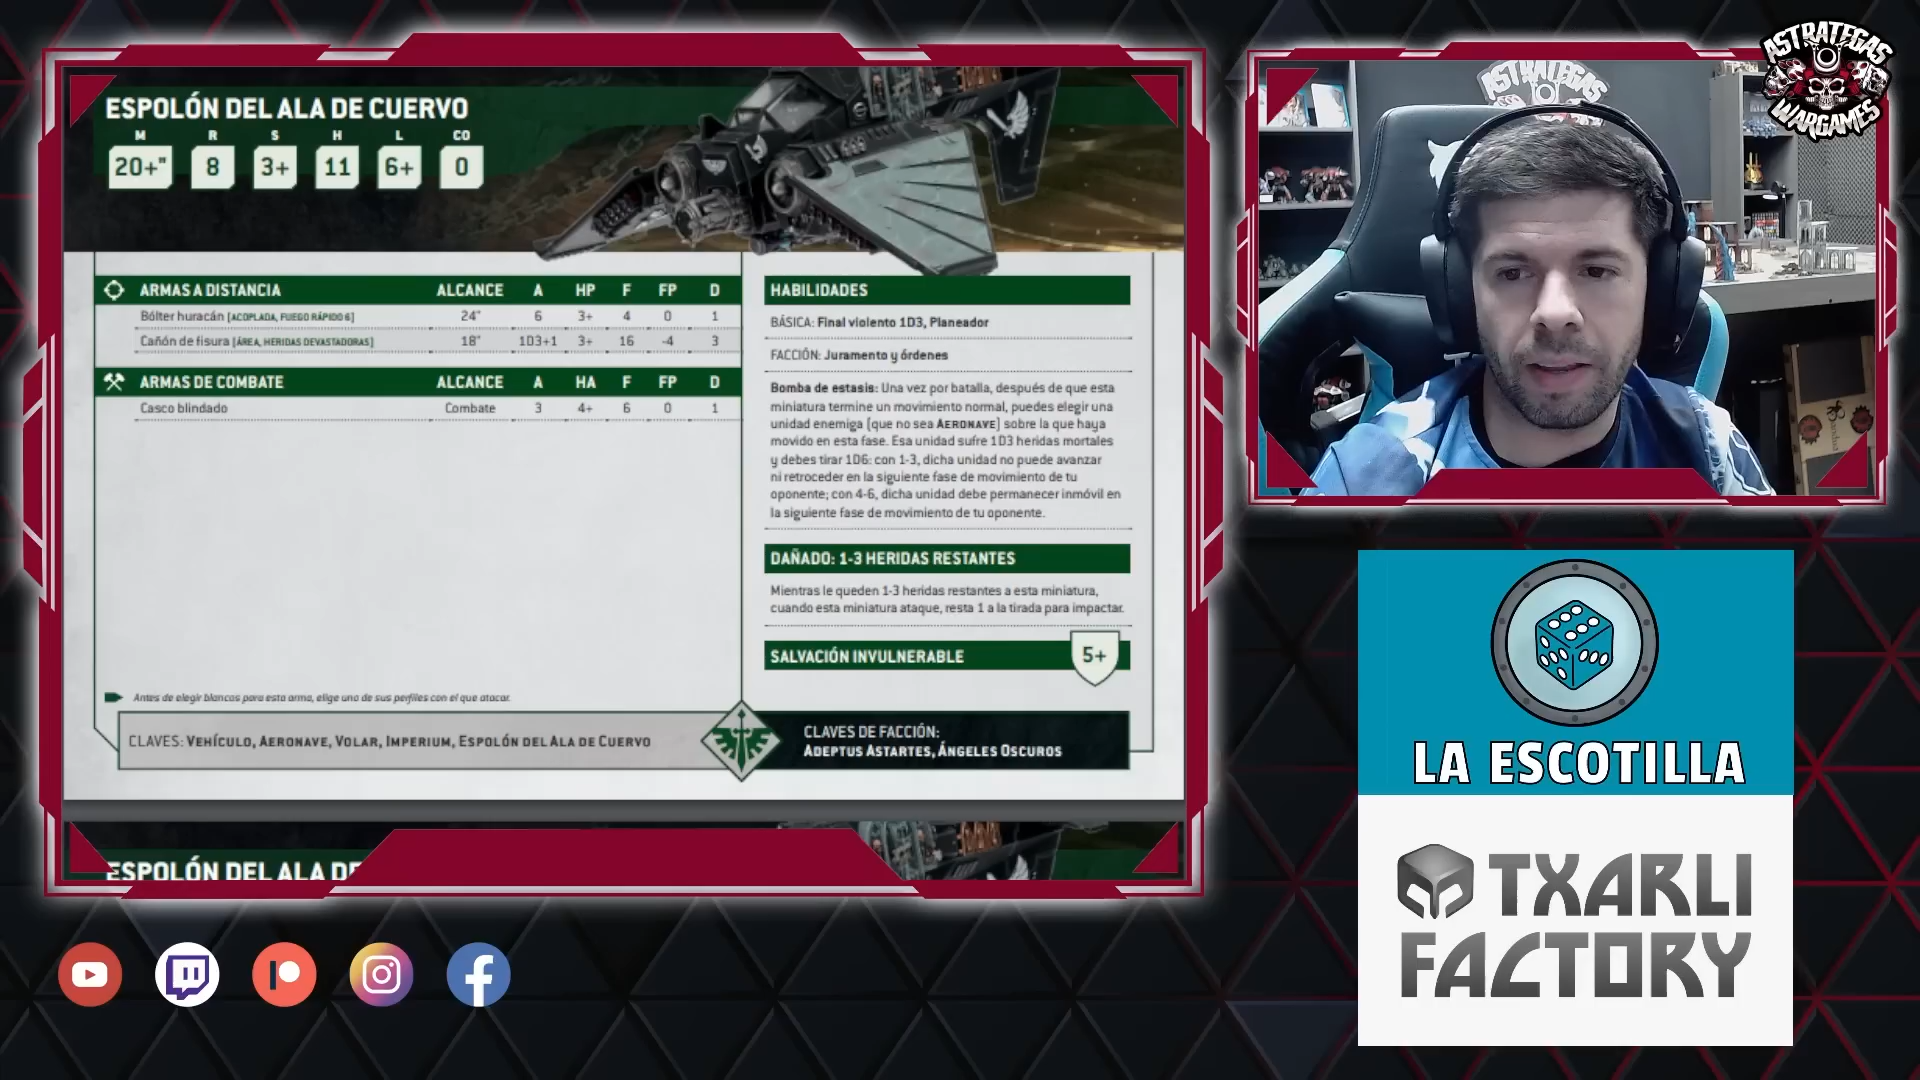 ESPOLÓN DEL ALA DE CUERVO
M R S H L CO
20+" 8 3+ 11 6+ 0
ARMAS A DISTANCIA ALCANCE A HP F FP D
Bólter huracán [ACOPLADA, FUEGO RÁPIDO 6] 24" 6 3+ 4 0 1
Cañón de fisura [ÁREA, HERIDAS DEVASTADORAS] 18" 1D3+1 3+ 16 -4 3
ARMAS DE COMBATE ALCANCE A HA F FP D
Casco blindado Combate 3 4+ 6 0 1
Antes de elegir blancos para esta arma, elige uno de sus perfiles con el que atacar.
CLAVES: VEHÍCULO, AERONAVE, VOLAR, IMPERIUM, ESPOLÓN DEL ALA DE CUERVO
HABILIDADES
BÁSICA: Final violento 1D3, Planeador
FACCIÓN: Juramento y órdenes
Bomba de estasis: Una vez por batalla, después de que esta
miniatura termine un movimiento normal, puedes elegir una
unidad enemiga [que no sea AERONAVE] sobre la que haya
movido en esta fase. Esa unidad sufre 1D3 heridas mortales
y debes tirar 1D6: con 1-3, dicha unidad no puede avanzar
ni retroceder en la siguiente fase de movimiento de tu
oponente; con 4-6, dicha unidad debe permanecer inmóvil en
la siguiente fase de movimiento de tu oponente.
DAÑADO: 1-3 HERIDAS RESTANTES
Mientras le queden 1-3 heridas restantes a esta miniatura,
cuando esta miniatura ataque, resta 1 a la tirada para impactar.
SALVACIÓN INVULNERABLE 5+
CLAVES DE FACCIÓN:
ADEPTUS ASTARTES, ÁNGELES OSCUROS
ESPOLÓN DEL ALA DE
ASTRATEGAS
WARGAMES
ASTRATEGAS
LA ESCOTILLA
TXARLI
FACTORY